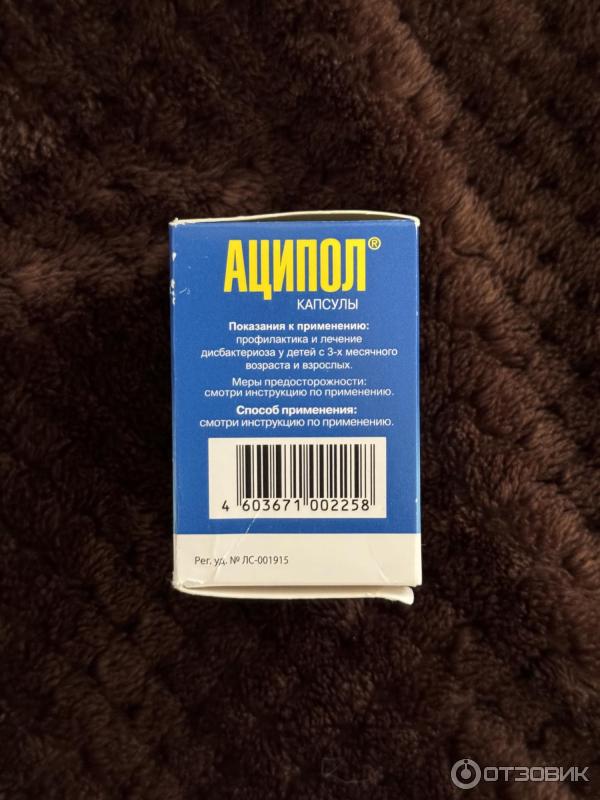 АЦИПОЛ®
КАПСУЛЫ
Показания к применению:
профилактика и лечение
дисбактериоза у детей с 3-х месячного
возраста и взрослых.
Меры предосторожности:
смотри инструкцию по применению.
Способ применения:
смотри инструкцию по применению.
4 603671 002258
Рег. уд. № ЛС-001915
ОТЗОВИК